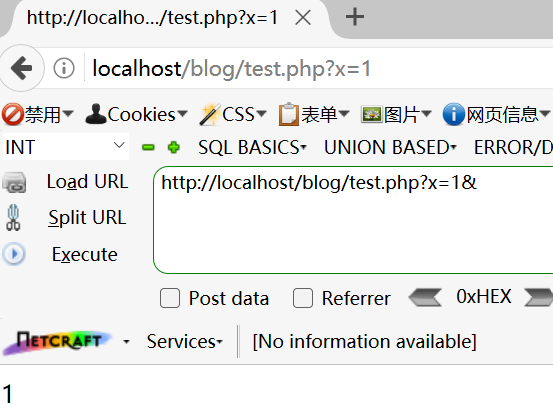 http://localho.../test.php?x=1
localhost/blog/test.php?x=1
禁用 Cookies CSS 表单 图片 网页信息
INT SQL BASICS UNION BASED ERROR/D
Load URL http://localhost/blog/test.php?x=1&
Split URL
Execute
Post data Referrer 0xHEX
NETCRAFT Services [No information available]
1